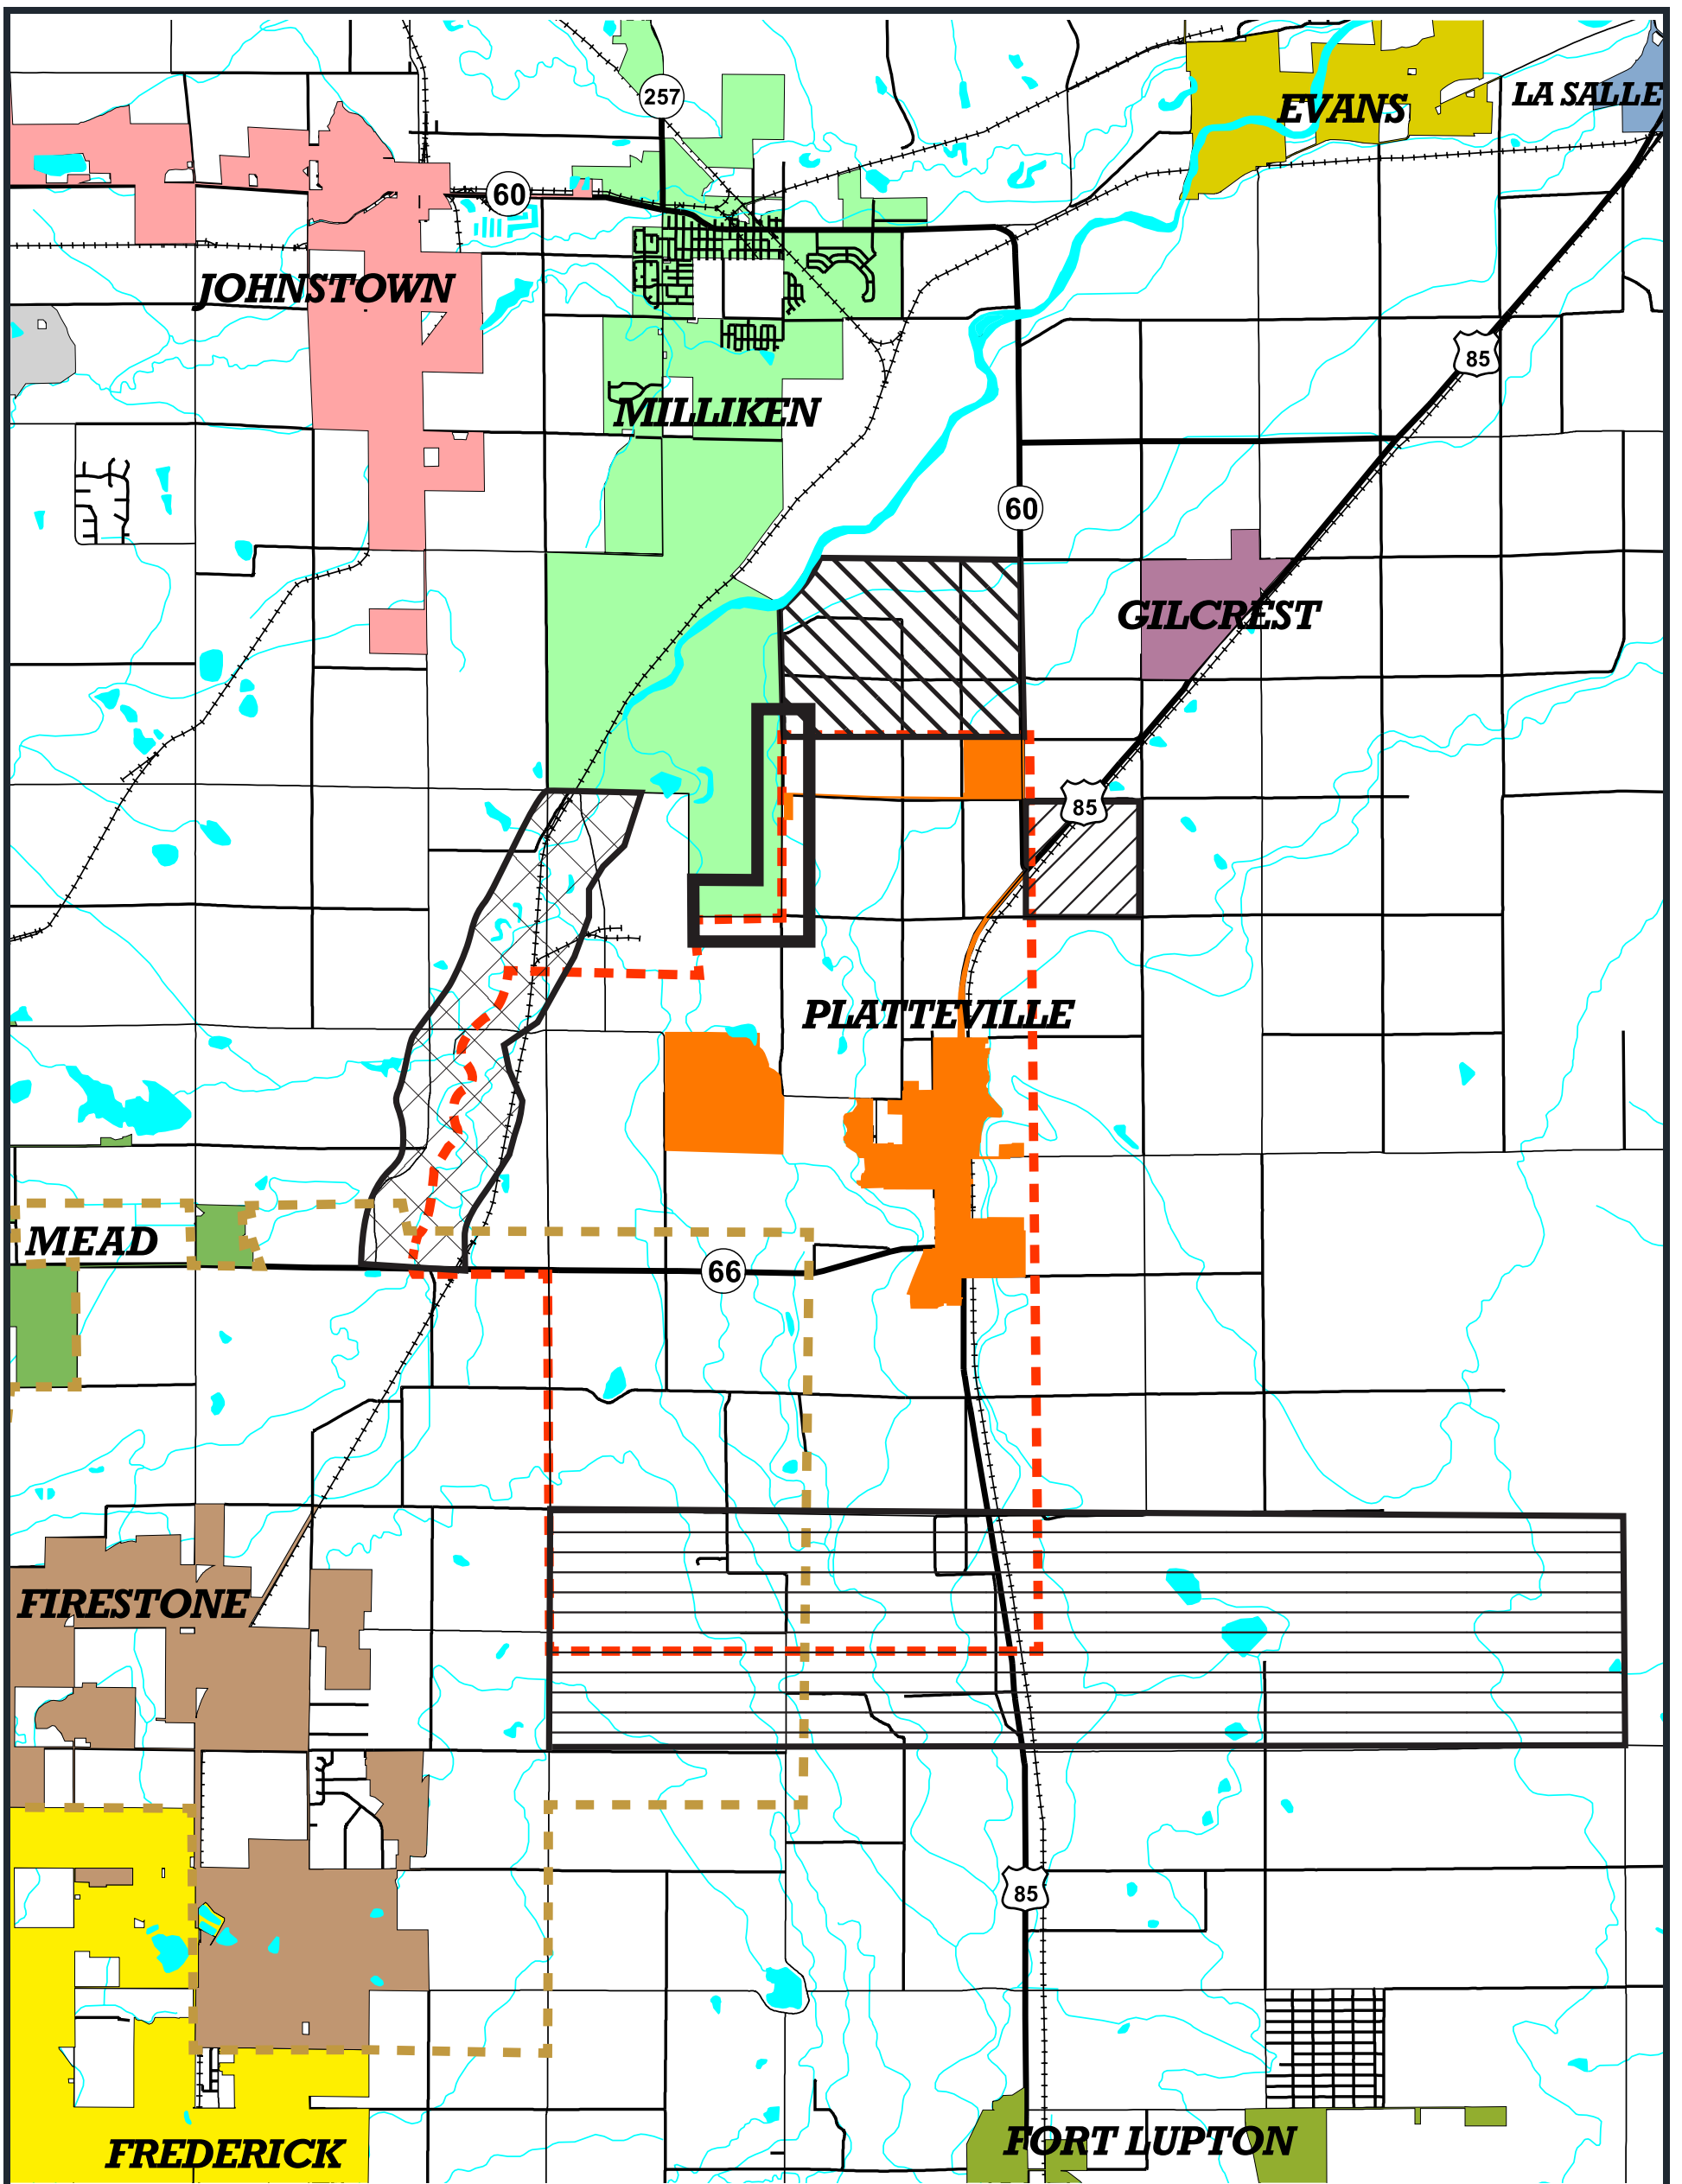 257
EVANS
LA SALLE
60
JOHNSTOWN
85
MILLIKEN
60
GILCREST
85
PLATTEVILLE
MEAD
66
FIRESTONE
85
FREDERICK
FORT LUPTON